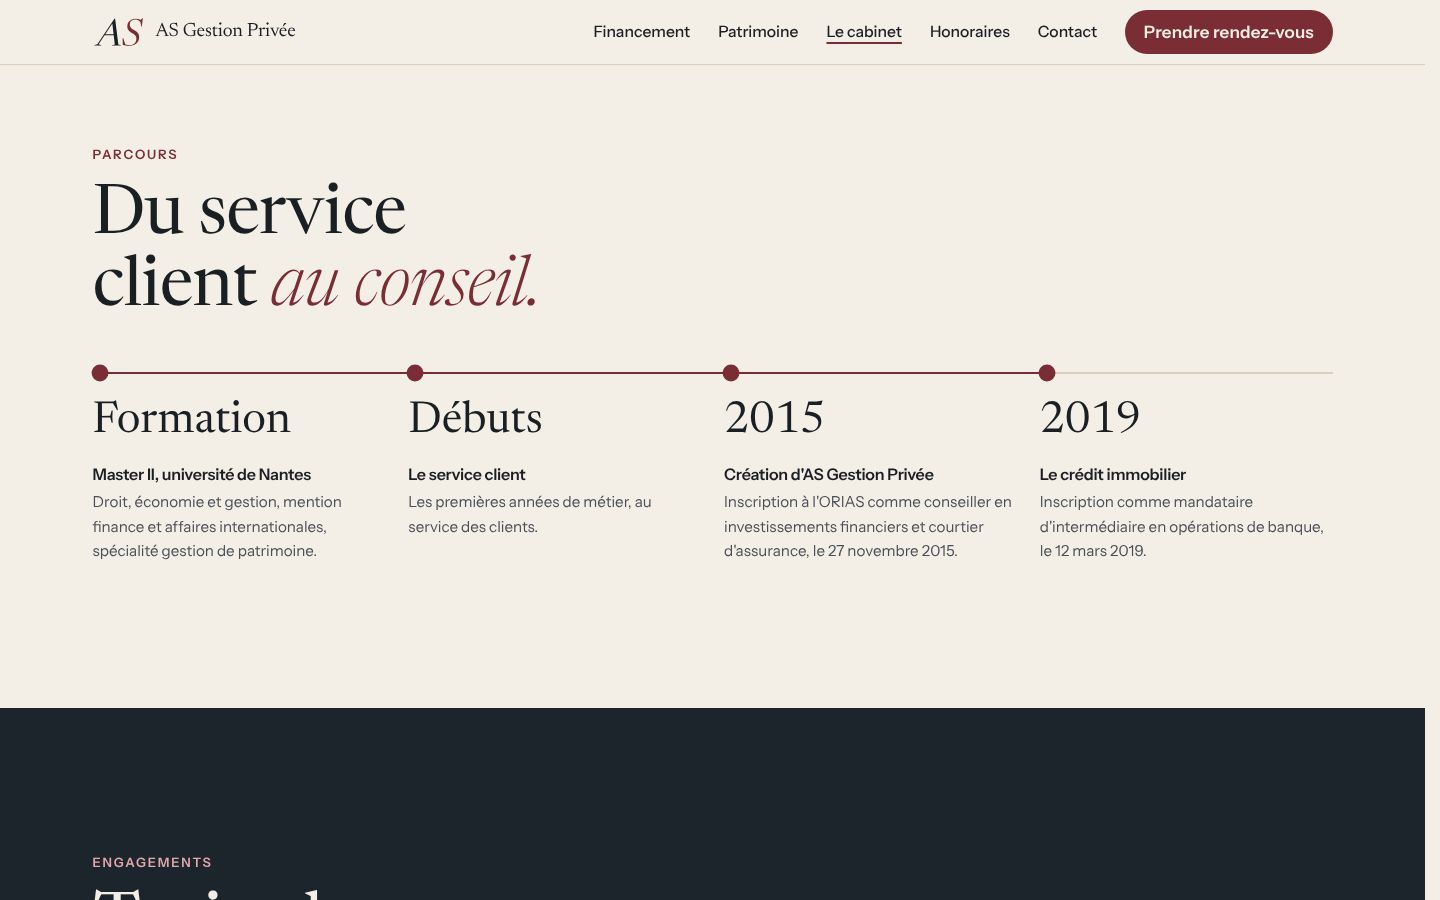 AS AS Gestion Privée Financement Patrimoine Le cabinet Honoraires Contact Prendre rendez-vous
PARCOURS
Du service
client au conseil.
Formation
Master II, université de Nantes
Droit, économie et gestion, mention
finance et affaires internationales,
spécialité gestion de patrimoine.
Débuts
Le service client
Les premières années de métier, au
service des clients.
2015
Création d'AS Gestion Privée
Inscription à l'ORIAS comme conseiller en
investissements financiers et courtier
d'assurance, le 27 novembre 2015.
2019
Le crédit immobilier
Inscription comme mandataire
d'intermédiaire en opérations de banque,
le 12 mars 2019.
ENGAGEMENTS